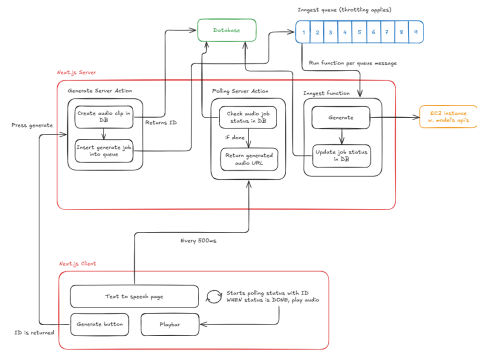 Inngest queue (throttling applies)
Database
1 2 3 4 5 6 7 8 9
Run function per queue message
Next.js Server
Generate Server Action
Polling Server Action
Inngest function
Create audio clip in DB
Check audio job status in DB
Generate
EC2 instance w. models api's
Press generate
Returns ID
If done
Insert generate job into queue
Return generated audio URL
Update job status in DB
Every 500ms
Next.js Client
Text to speech page
Starts polling status with ID
WHEN status is DONE, play audio
Generate button
Playbar
ID is returned